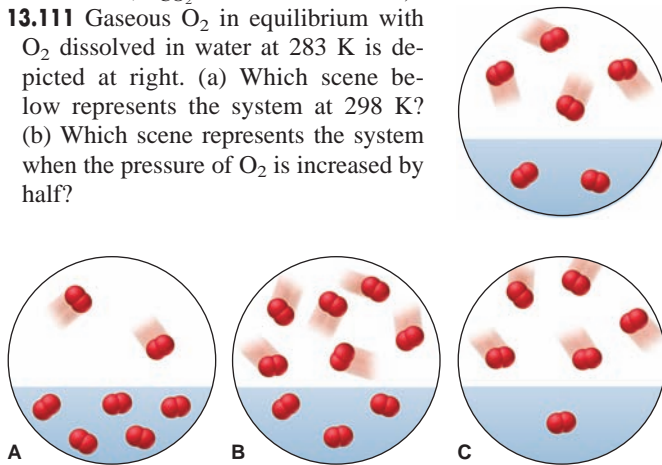 13.111 Gaseous O2 in equilibrium with
O2 dissolved in water at 283 K is de-
picted at right. (a) Which scene be-
low represents the system at 298 K?
(b) Which scene represents the system
when the pressure of O2 is increased by
half?
A
B
C